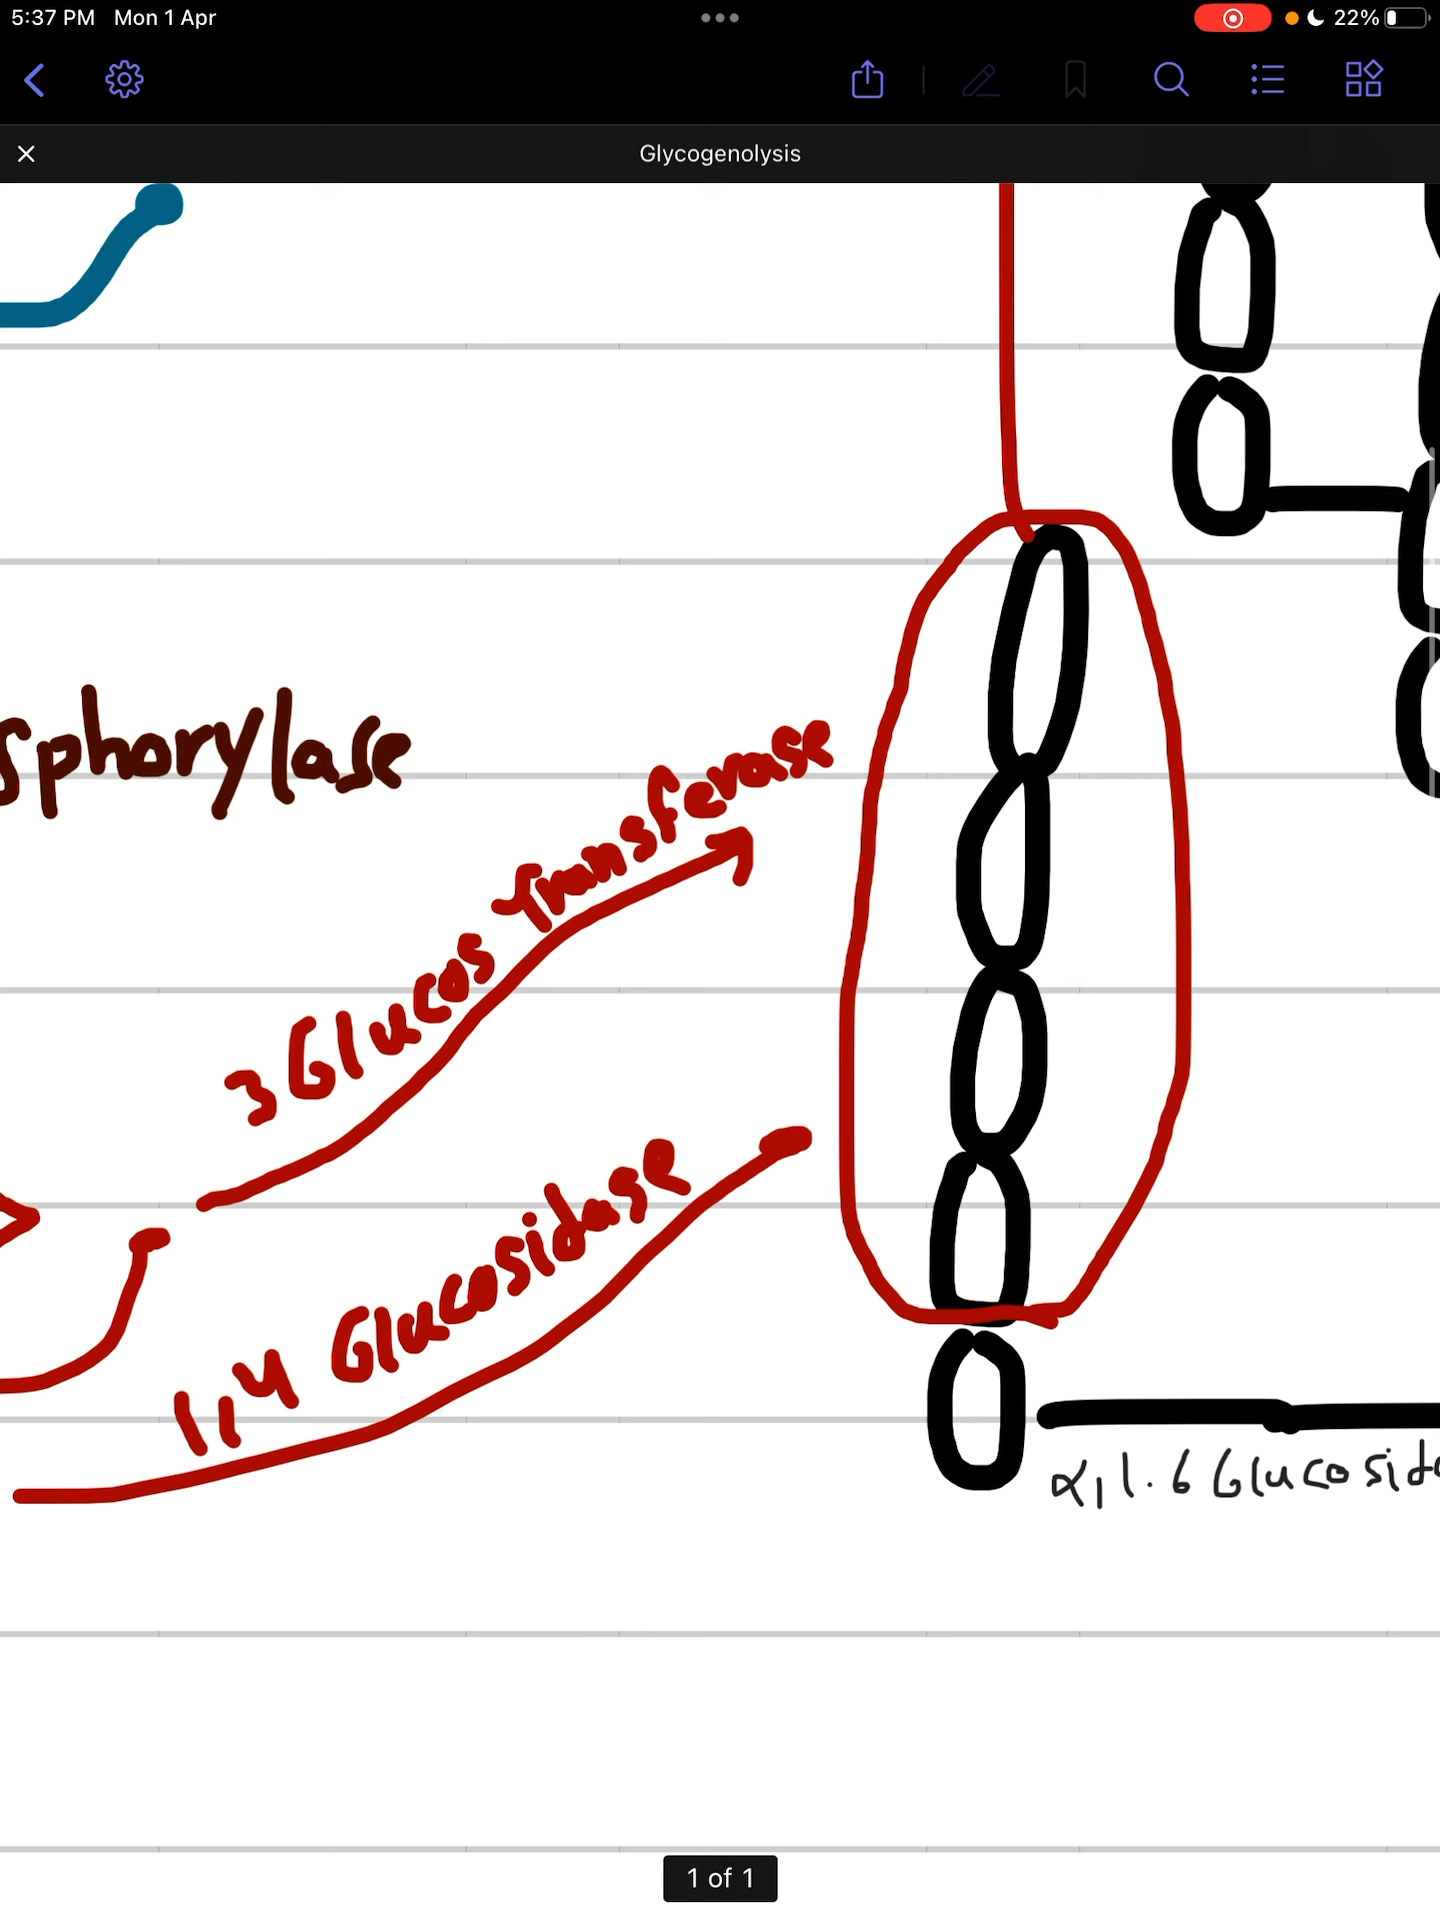 5:37 PM Mon 1 Apr
22%
Glycogenolysis
sphorylase
3 Glucos transferase
1,4 Glucosidase
α,1.6 Glucosid
1 of 1